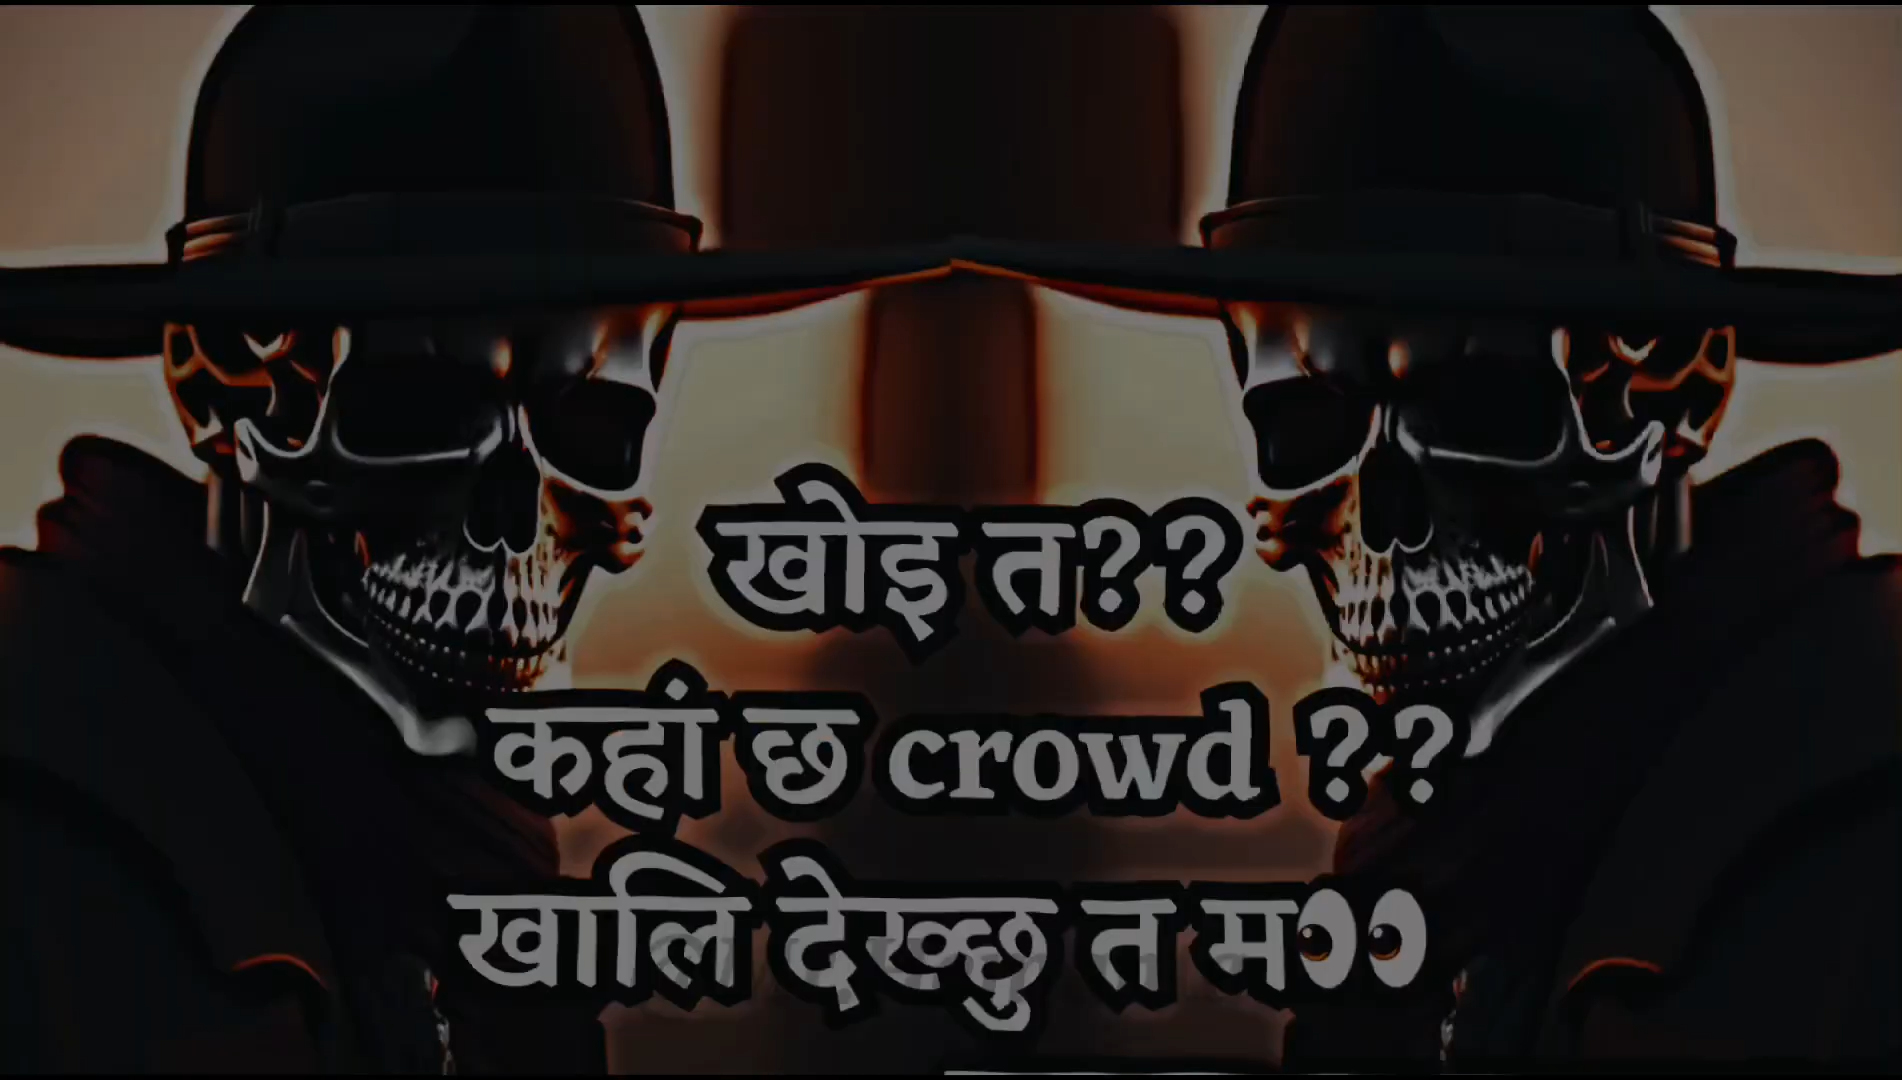 खोइ त??
कहां छ crowd ??
खालि देख्छु त म👀